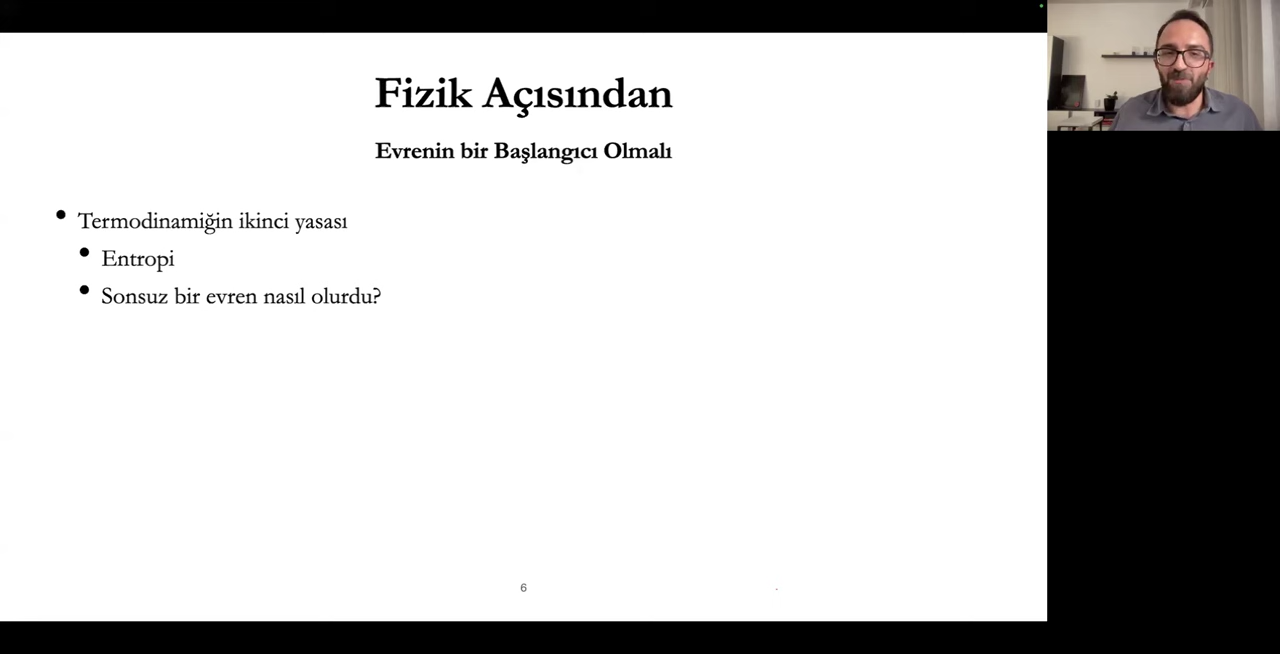 Fizik Açısından
Evrenin bir Başlangıcı Olmalı
• Termodinamiğin ikinci yasası
• Entropi
• Sonsuz bir evren nasıl olurdu?
6